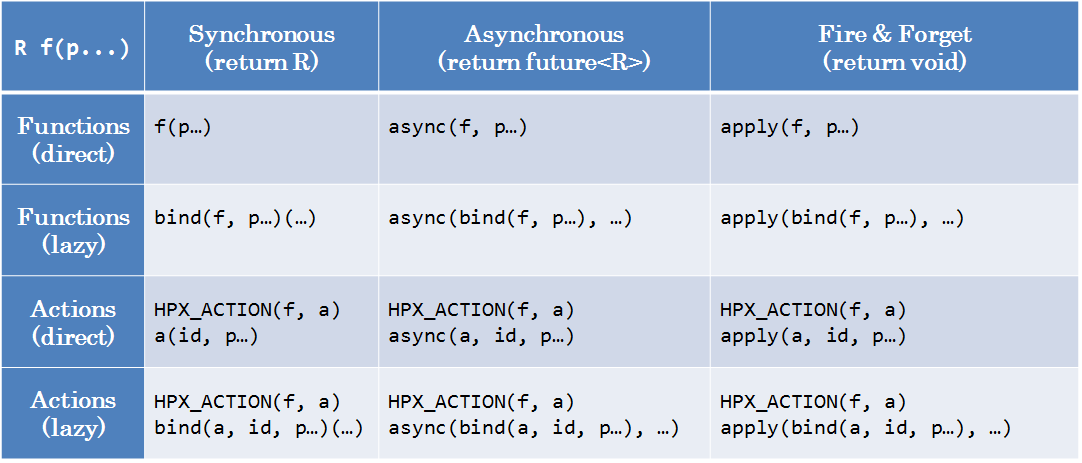 R f(p...)
Synchronous
(return R)
Asynchronous
(return future<R>)
Fire & Forget
(return void)
Functions
(direct)
f(p…)
async(f, p…)
apply(f, p…)
Functions
(lazy)
bind(f, p…)(…)
async(bind(f, p…), …)
apply(bind(f, p…), …)
Actions
(direct)
HPX_ACTION(f, a)
a(id, p…)
HPX_ACTION(f, a)
async(a, id, p…)
HPX_ACTION(f, a)
apply(a, id, p…)
Actions
(lazy)
HPX_ACTION(f, a)
bind(a, id, p…)(…)
HPX_ACTION(f, a)
async(bind(a, id, p…), …)
HPX_ACTION(f, a)
apply(bind(a, id, p…), …)